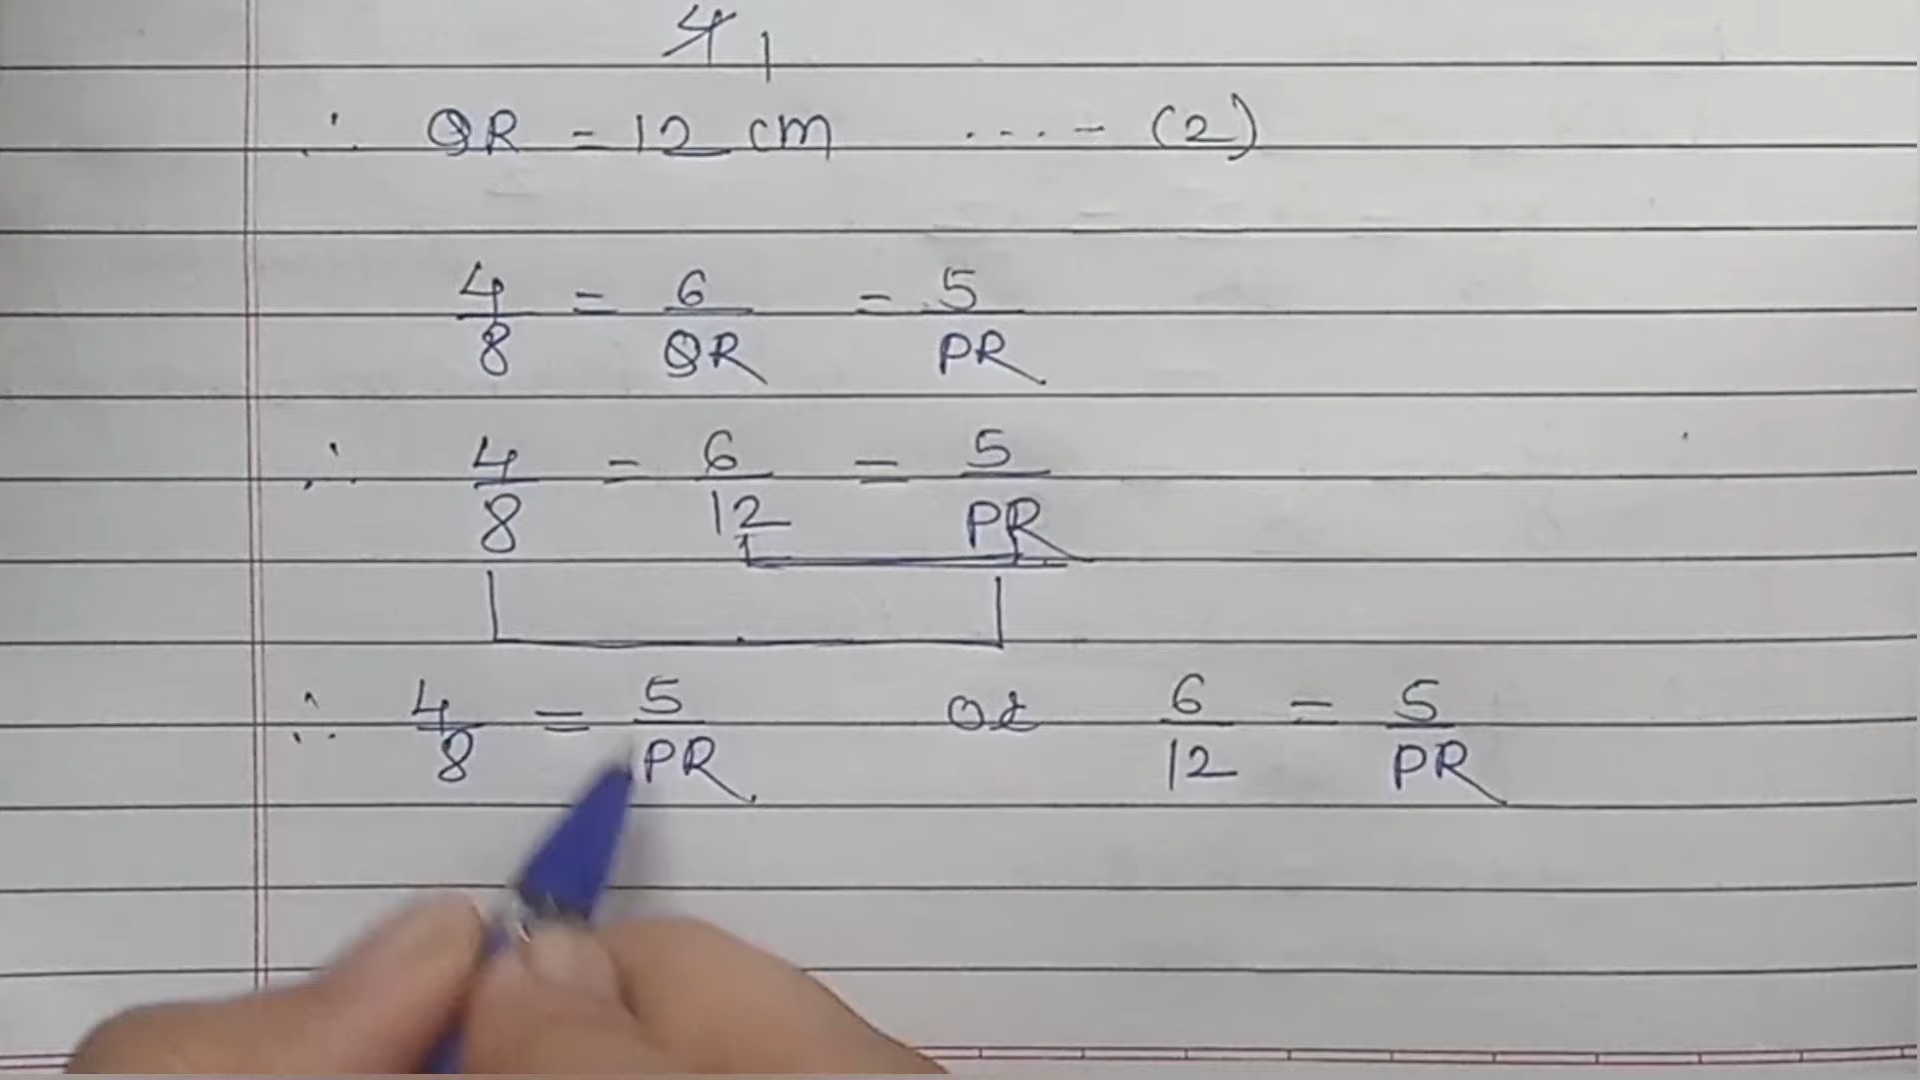 4 1
∴ QR = 12 cm ....- (2)
4/8 = 6/QR = 5/PR
∴ 4/8 = 6/12 = 5/PR
∴ 4/8 = 5/PR or 6/12 = 5/PR